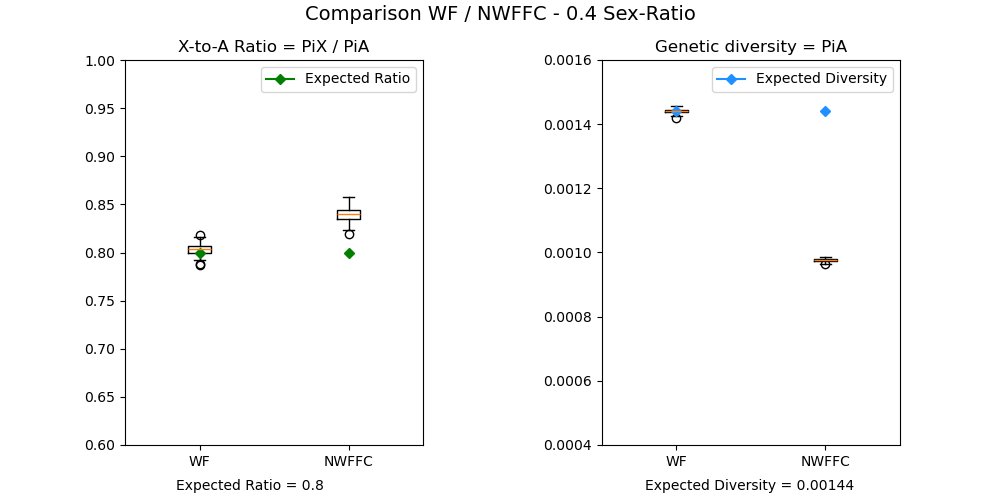 Comparison WF / NWFFC - 0.4 Sex-Ratio
X-to-A Ratio = PiX / PiA
1.00
0.95
0.90
0.85
0.80
0.75
0.70
0.65
0.60
Expected Ratio
WF
NWFFC
Expected Ratio = 0.8
Genetic diversity = PiA
0.0016
0.0014
0.0012
0.0010
0.0008
0.0006
0.0004
Expected Diversity
WF
NWFFC
Expected Diversity = 0.00144